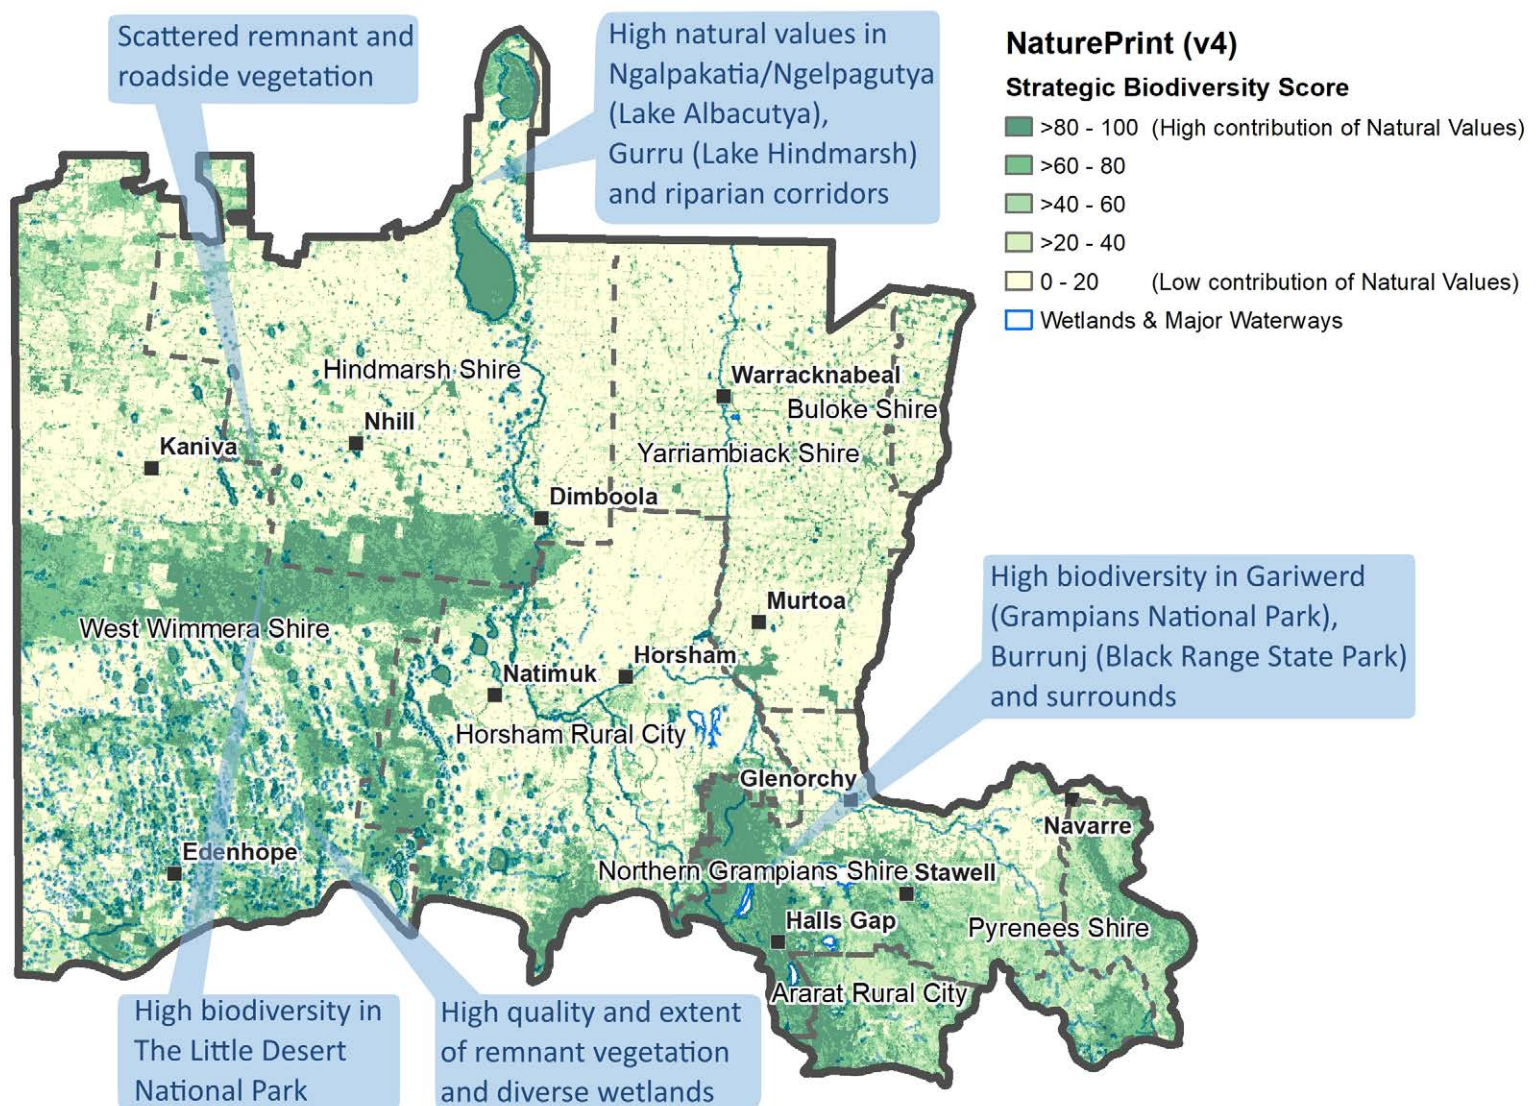 Scattered remnant and
roadside vegetation
High natural values in
Ngalpakatia/Ngelpagutya
(Lake Albacutya),
Gurru (Lake Hindmarsh)
and riparian corridors
NaturePrint (v4)
Strategic Biodiversity Score
>80 - 100 (High contribution of Natural Values)
>60 - 80
>40 - 60
>20 - 40
0 - 20 (Low contribution of Natural Values)
Wetlands & Major Waterways
Hindmarsh Shire
Warracknabeal
Buloke Shire
Nhill
Kaniva
Yarriambiack Shire
Dimboola
High biodiversity in Gariwerd
(Grampians National Park),
Burrunj (Black Range State Park)
and surrounds
Murtoa
West Wimmera Shire
Horsham
Natimuk
Horsham Rural City
Glenorchy
Navarre
Edenhope
Northern Grampians Shire
Stawell
Halls Gap
Pyrenees Shire
Ararat Rural City
High biodiversity in
The Little Desert
National Park
High quality and extent
of remnant vegetation
and diverse wetlands